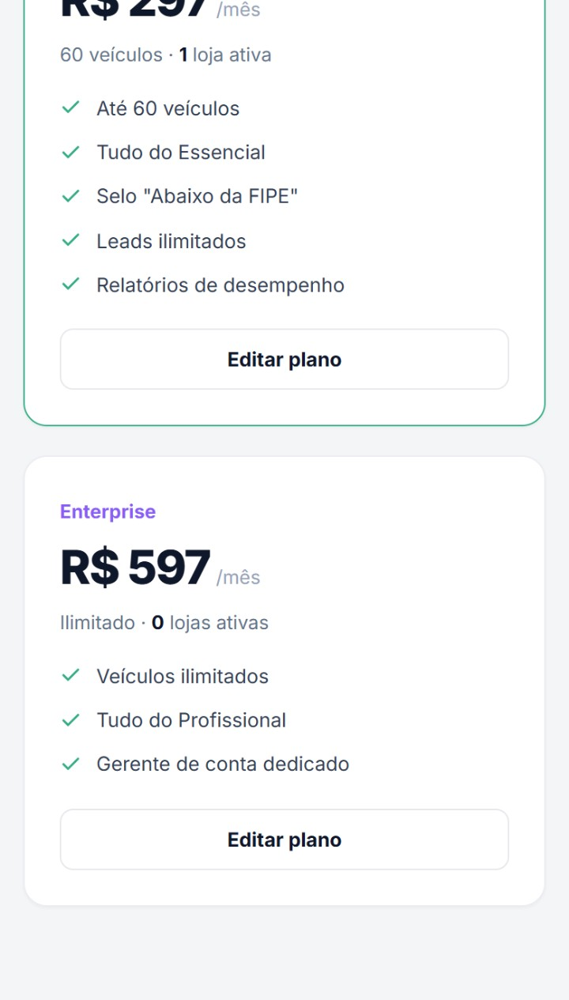 R$ 297 /mês
60 veículos · 1 loja ativa
Até 60 veículos
Tudo do Essencial
Selo "Abaixo da FIPE"
Leads ilimitados
Relatórios de desempenho
Editar plano
Enterprise
R$ 597 /mês
Ilimitado · 0 lojas ativas
Veículos ilimitados
Tudo do Profissional
Gerente de conta dedicado
Editar plano